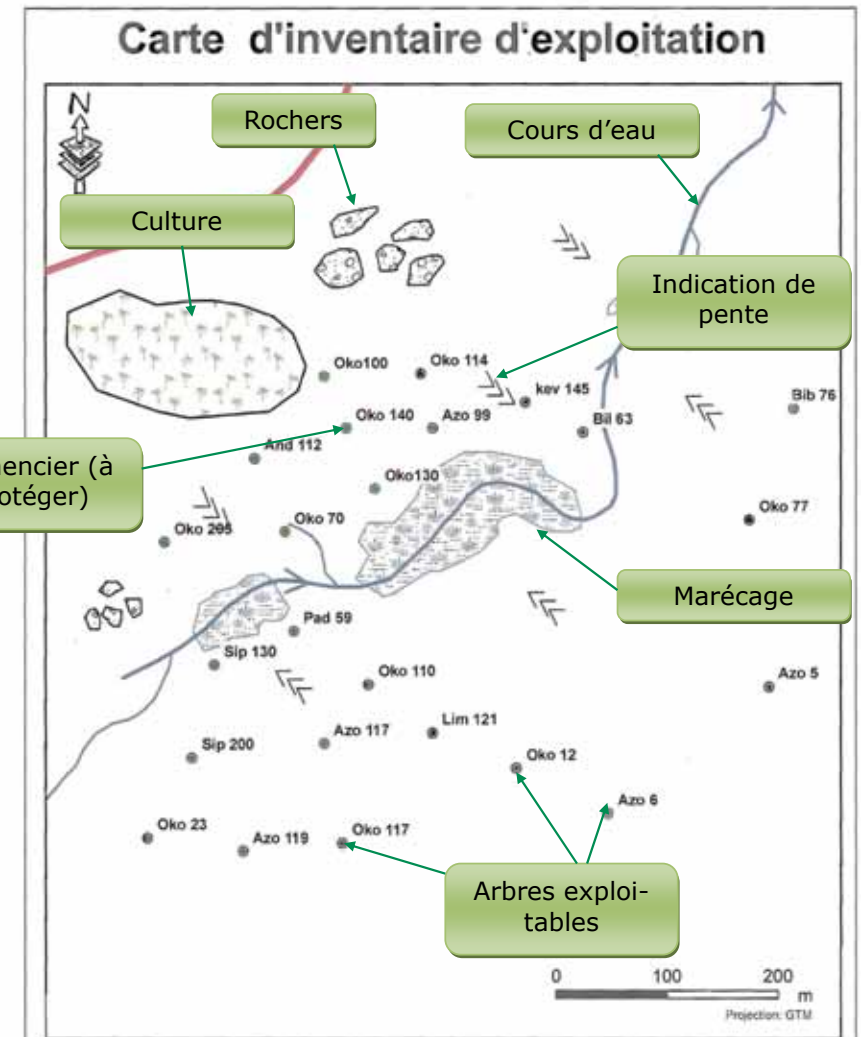 Carte d'inventaire d'exploitation
N
Rochers
Cours d'eau
Culture
Indication de
pente
Oko100
Oko 114
kev 145
Bib 76
Oko 140
Azo 99
Bil 63
And 112
encier (à
otéger)
Oko130
Oko 77
Oko 70
Oko
Marécage
Pad 59
Sip 130
Oko 110
Azo 5
Lim 121
Azo 117
Sip 200
Oko 12
Azo 6
Oko 23
Azo 119
Oko 117
Arbres exploi-
tables
0 100 200
m
Projection: GTM